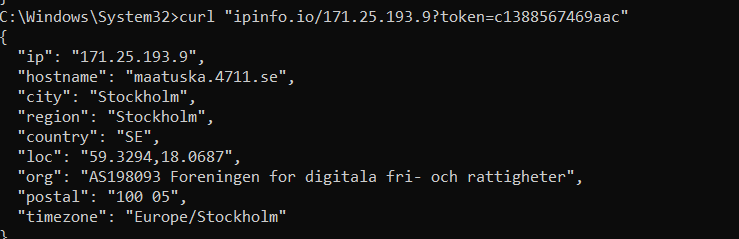 C:\Windows\System32>curl "ipinfo.io/171.25.193.9?token=c1388567469aac"
{
  "ip": "171.25.193.9",
  "hostname": "maatuska.4711.se",
  "city": "Stockholm",
  "region": "Stockholm",
  "country": "SE",
  "loc": "59.3294,18.0687",
  "org": "AS198093 Foreningen for digitala fri- och rattigheter",
  "postal": "100 05",
  "timezone": "Europe/Stockholm"
}